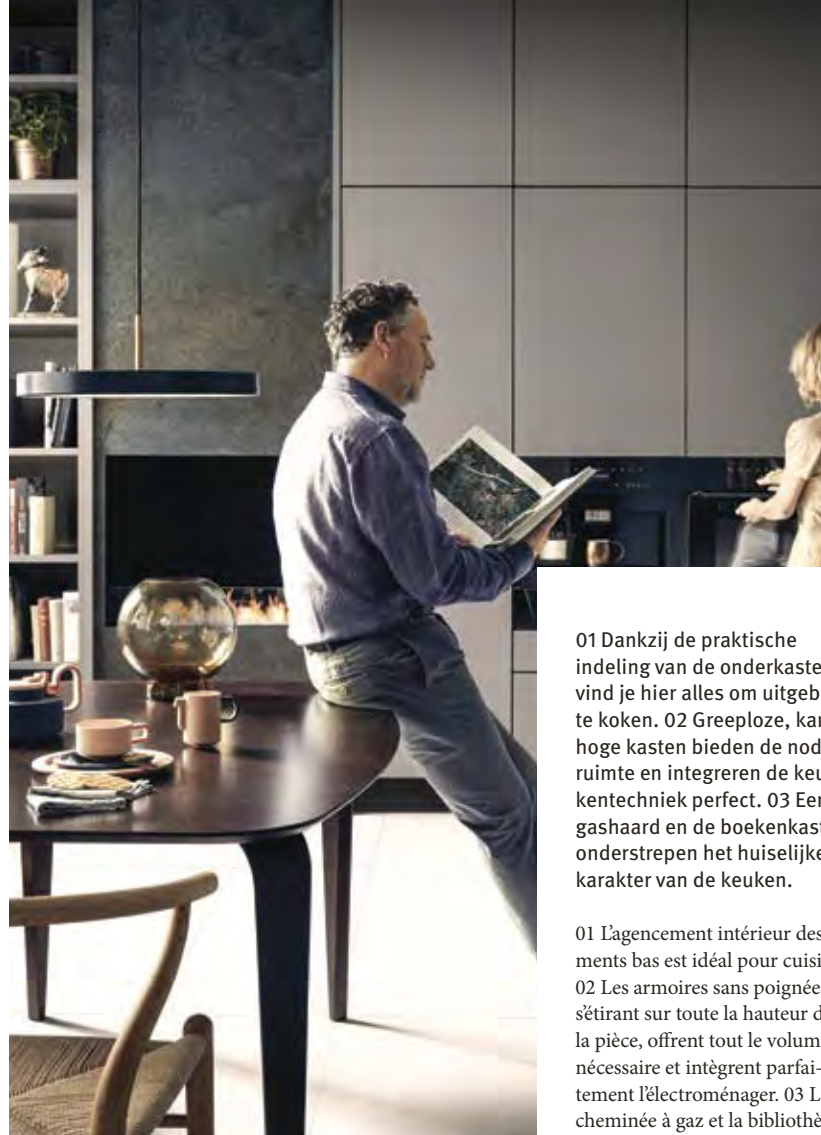 01 Dankzij de praktische
indeling van de onderkaste
vind je hier alles om uitgeb
te koken. 02 Greeploze, kam
hoge kasten bieden de nod
ruimte en integreren de keu
kentechniek perfect. 03 Een
gashaard en de boekenkast
onderstrepen het huiselijke
karakter van de keuken.
01 L’agencement intérieur des
ments bas est idéal pour cuisi
02 Les armoires sans poignée
s’étirant sur toute la hauteur d
la pièce, offrent tout le volum
nécessaire et intègrent parfai-
tement l’électroménager. 03 L
cheminée à gaz et la bibliothè